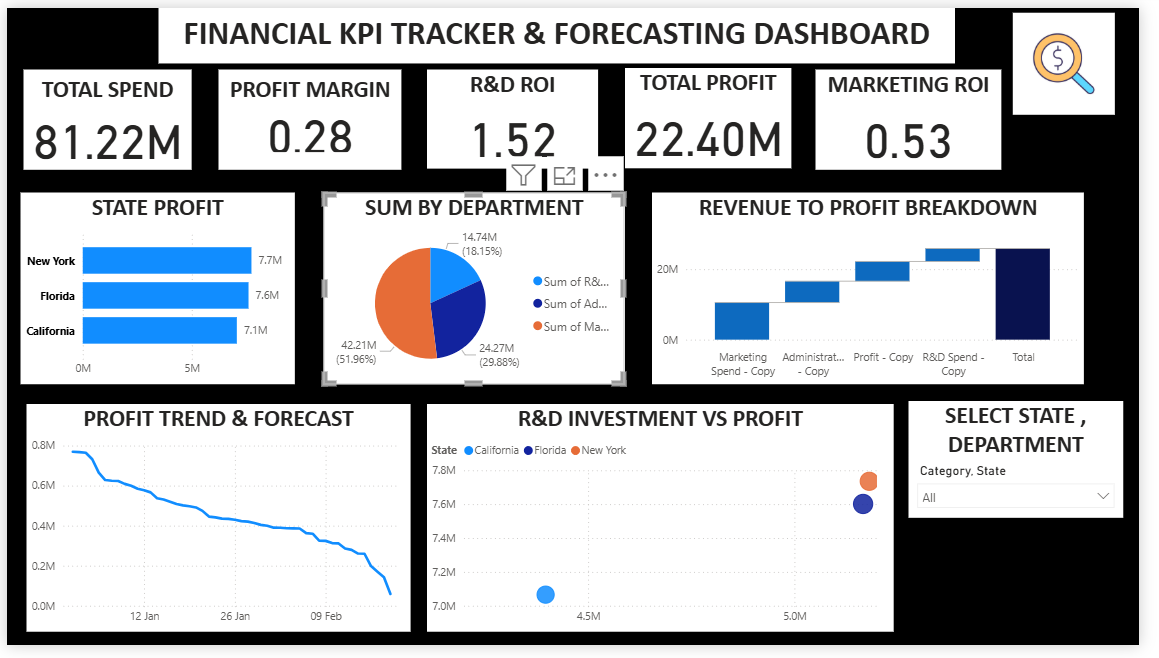 FINANCIAL KPI TRACKER & FORECASTING DASHBOARD
TOTAL SPEND
81.22M
PROFIT MARGIN
0.28
R&D ROI
1.52
TOTAL PROFIT
22.40M
MARKETING ROI
0.53
$
STATE PROFIT
New York
7.7M
Florida
7.6M
California
7.1M
0M 5M
SUM BY DEPARTMENT
14.74M
(18.15%)
42.21M
(51.96%)
24.27M
(29.88%)
Sum of R&...
Sum of Ad...
Sum of Ma...
REVENUE TO PROFIT BREAKDOWN
20M
0M
Marketing
Spend - Copy
Administrat...
- Copy
Profit - Copy
R&D Spend -
Copy
Total
PROFIT TREND & FORECAST
0.8M
0.6M
0.4M
0.2M
0.0M
12 Jan 26 Jan 09 Feb
R&D INVESTMENT VS PROFIT
State California Florida New York
7.8M
7.6M
7.4M
7.2M
7.0M
4.5M 5.0M
SELECT STATE ,
DEPARTMENT
Category, State
All